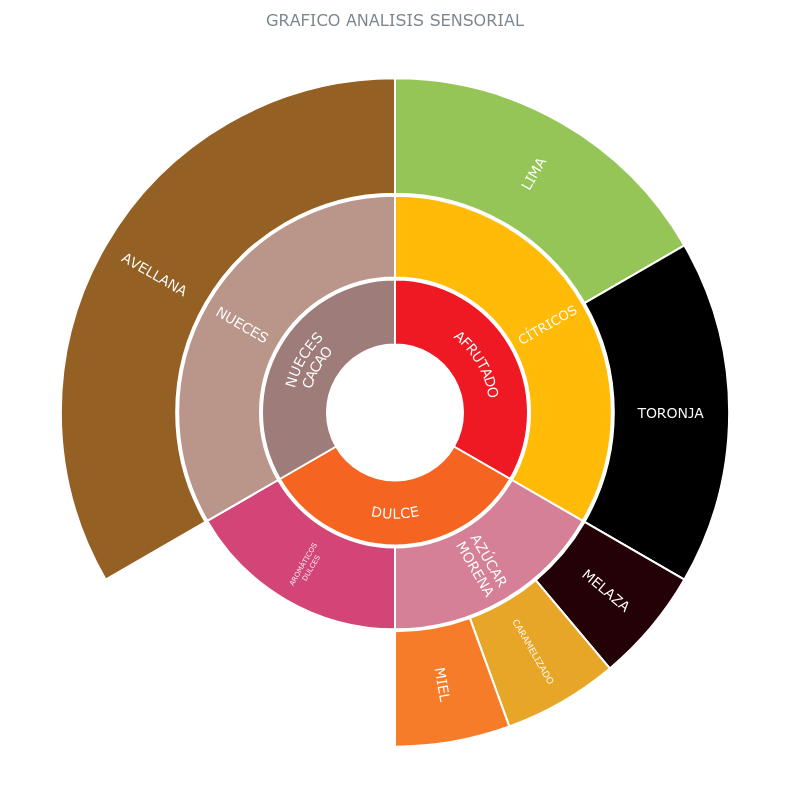 GRAFICO ANALISIS SENSORIAL
LIMA
AVELLANA
NUECES
CÍTRICOS
NUECES
CACAO
AFRUTADO
TORONJA
DULCE
AZÚCAR
MORENA
AROMÁTICOS
DULCES
MELAZA
CARAMELIZADO
MIEL